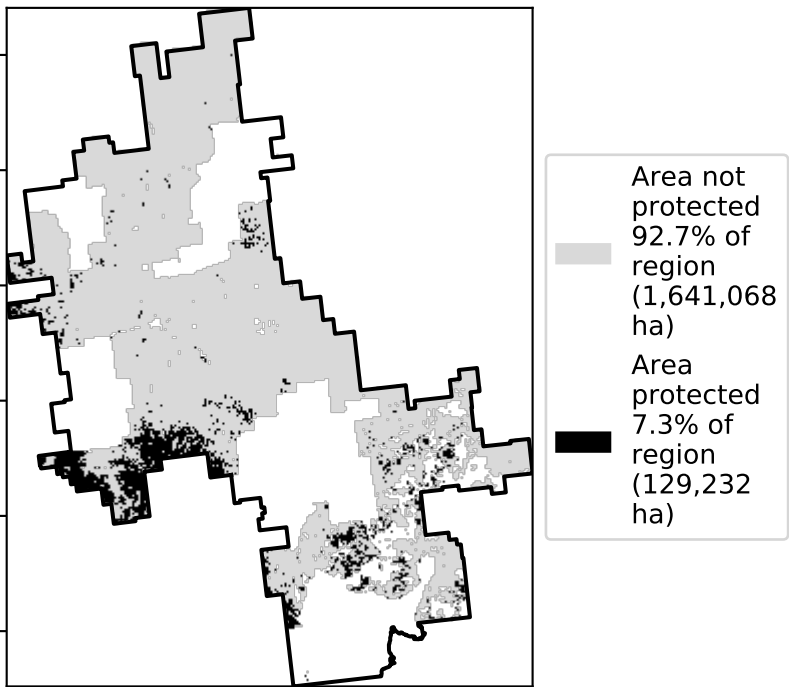 Area not
protected
92.7% of
region
(1,641,068
ha)
Area
protected
7.3% of
region
(129,232
ha)